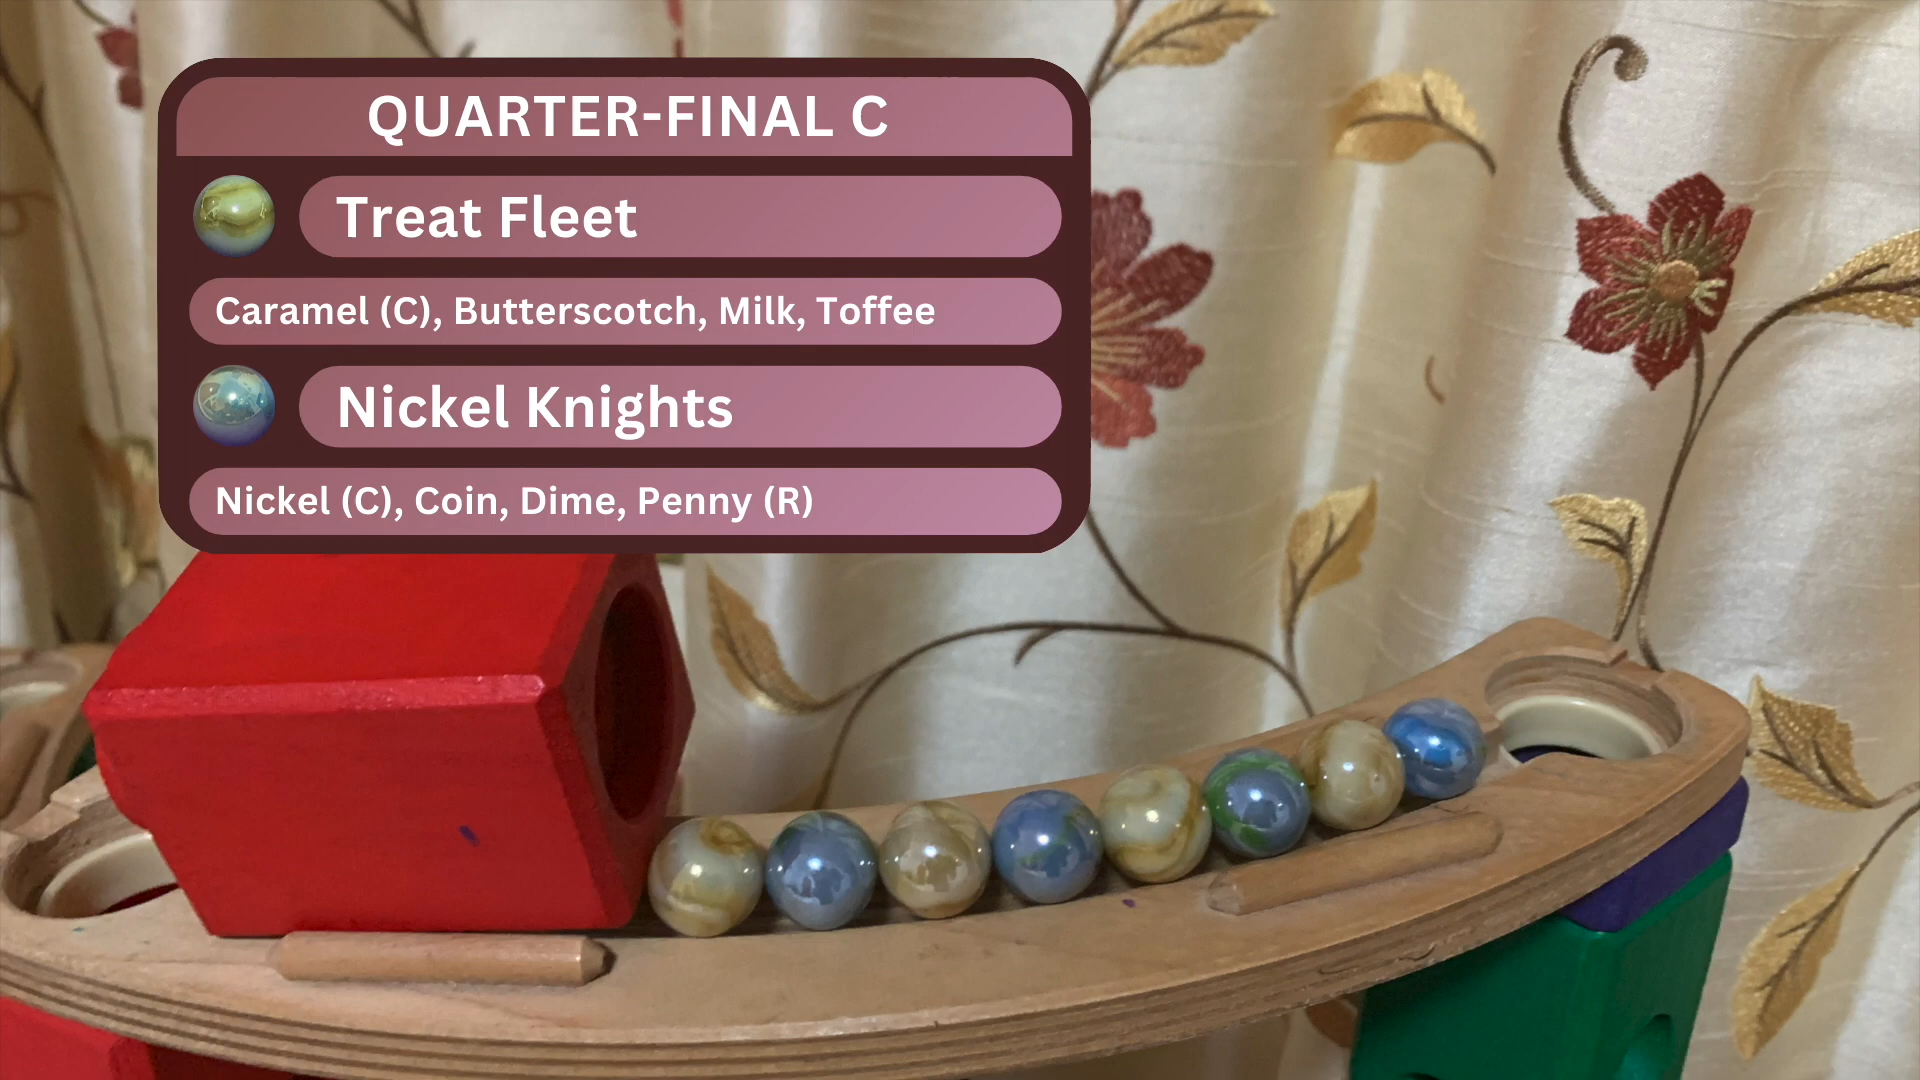 QUARTER-FINAL C
Treat Fleet
Caramel (C), Butterscotch, Milk, Toffee
Nickel Knights
Nickel (C), Coin, Dime, Penny (R)